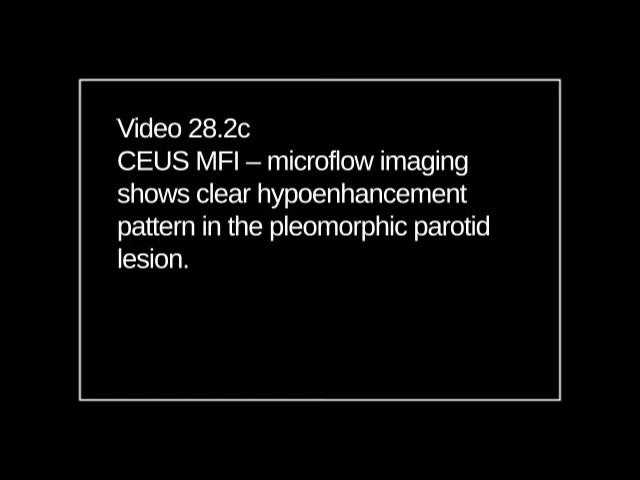 Video 28.2c
CEUS MFI – microflow imaging
shows clear hypoenhancement
pattern in the pleomorphic parotid
lesion.